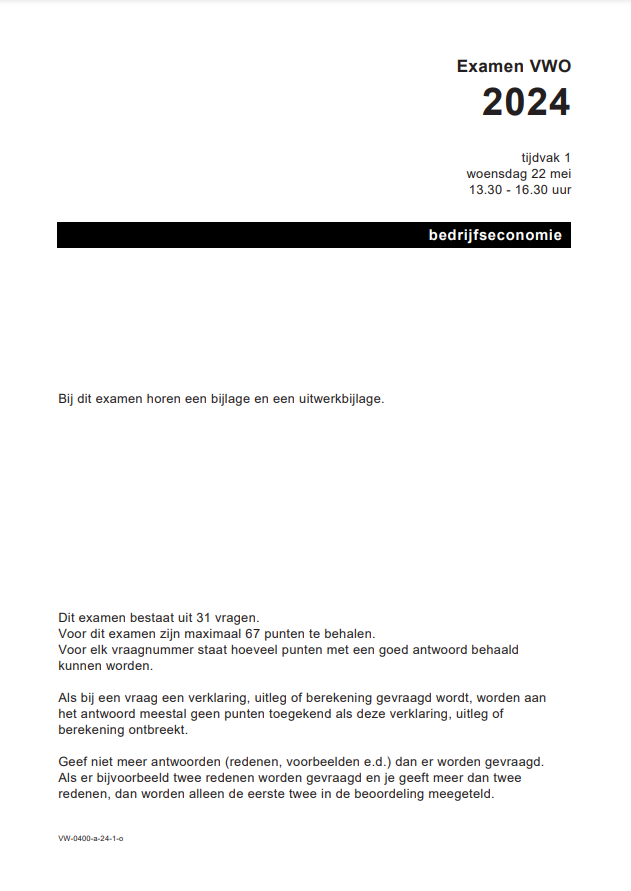 Examen VWO
2024
tijdvak 1
woensdag 22 mei
13.30 - 16.30 uur
bedrijfseconomie
Bij dit examen horen een bijlage en een uitwerkbijlage.
Dit examen bestaat uit 31 vragen.
Voor dit examen zijn maximaal 67 punten te behalen.
Voor elk vraagnummer staat hoeveel punten met een goed antwoord behaald
kunnen worden.
Als bij een vraag een verklaring, uitleg of berekening gevraagd wordt, worden aan
het antwoord meestal geen punten toegekend als deze verklaring, uitleg of
berekening ontbreekt.
Geef niet meer antwoorden (redenen, voorbeelden e.d.) dan er worden gevraagd.
Als er bijvoorbeeld twee redenen worden gevraagd en je geeft meer dan twee
redenen, dan worden alleen de eerste twee in de beoordeling meegeteld.
VW-0400-a-24-1-o